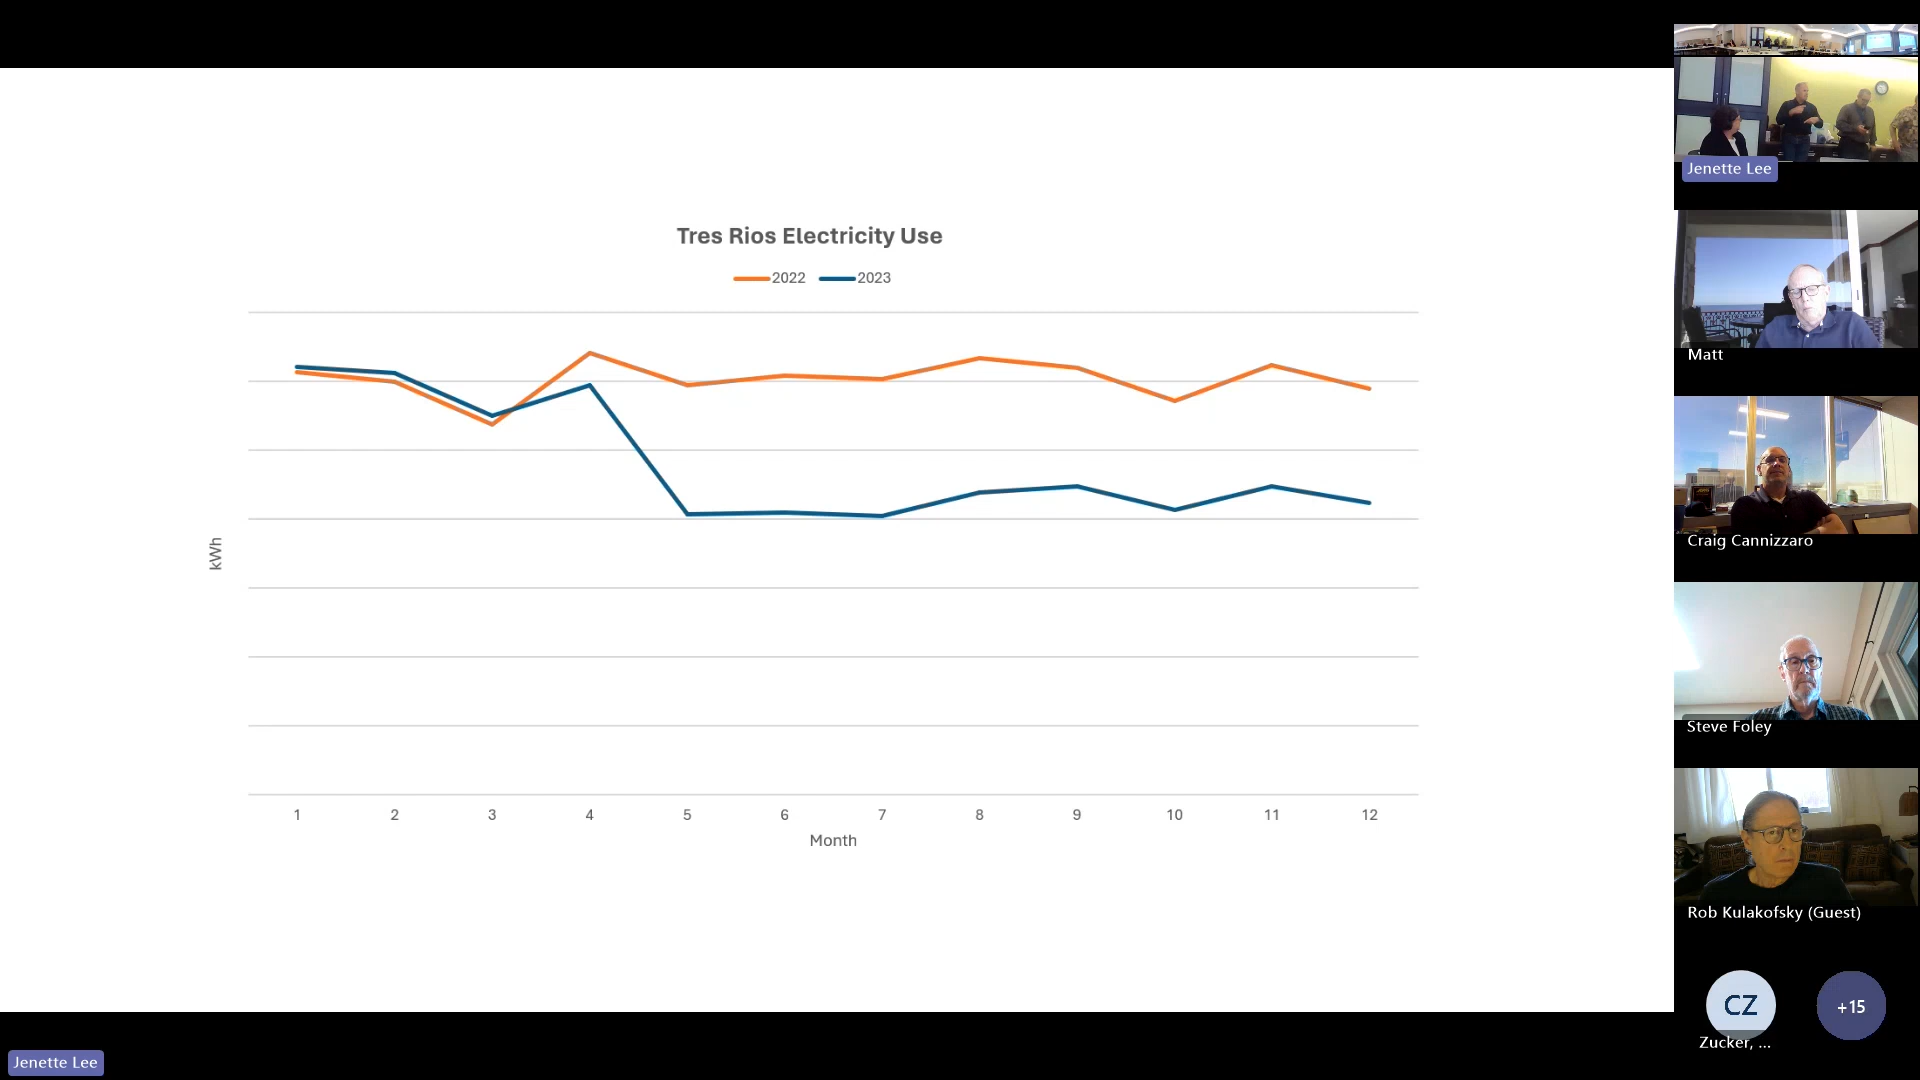 Tres Rios Electricity Use
2022 2023
kWh
1 2 3 4 5 6 7 8 9 10 11 12
Month
Jenette Lee
Matt
Craig Cannizzaro
Steve Foley
Rob Kulakofsky (Guest)
CZ
+15
Zucker, ...
Jenette Lee